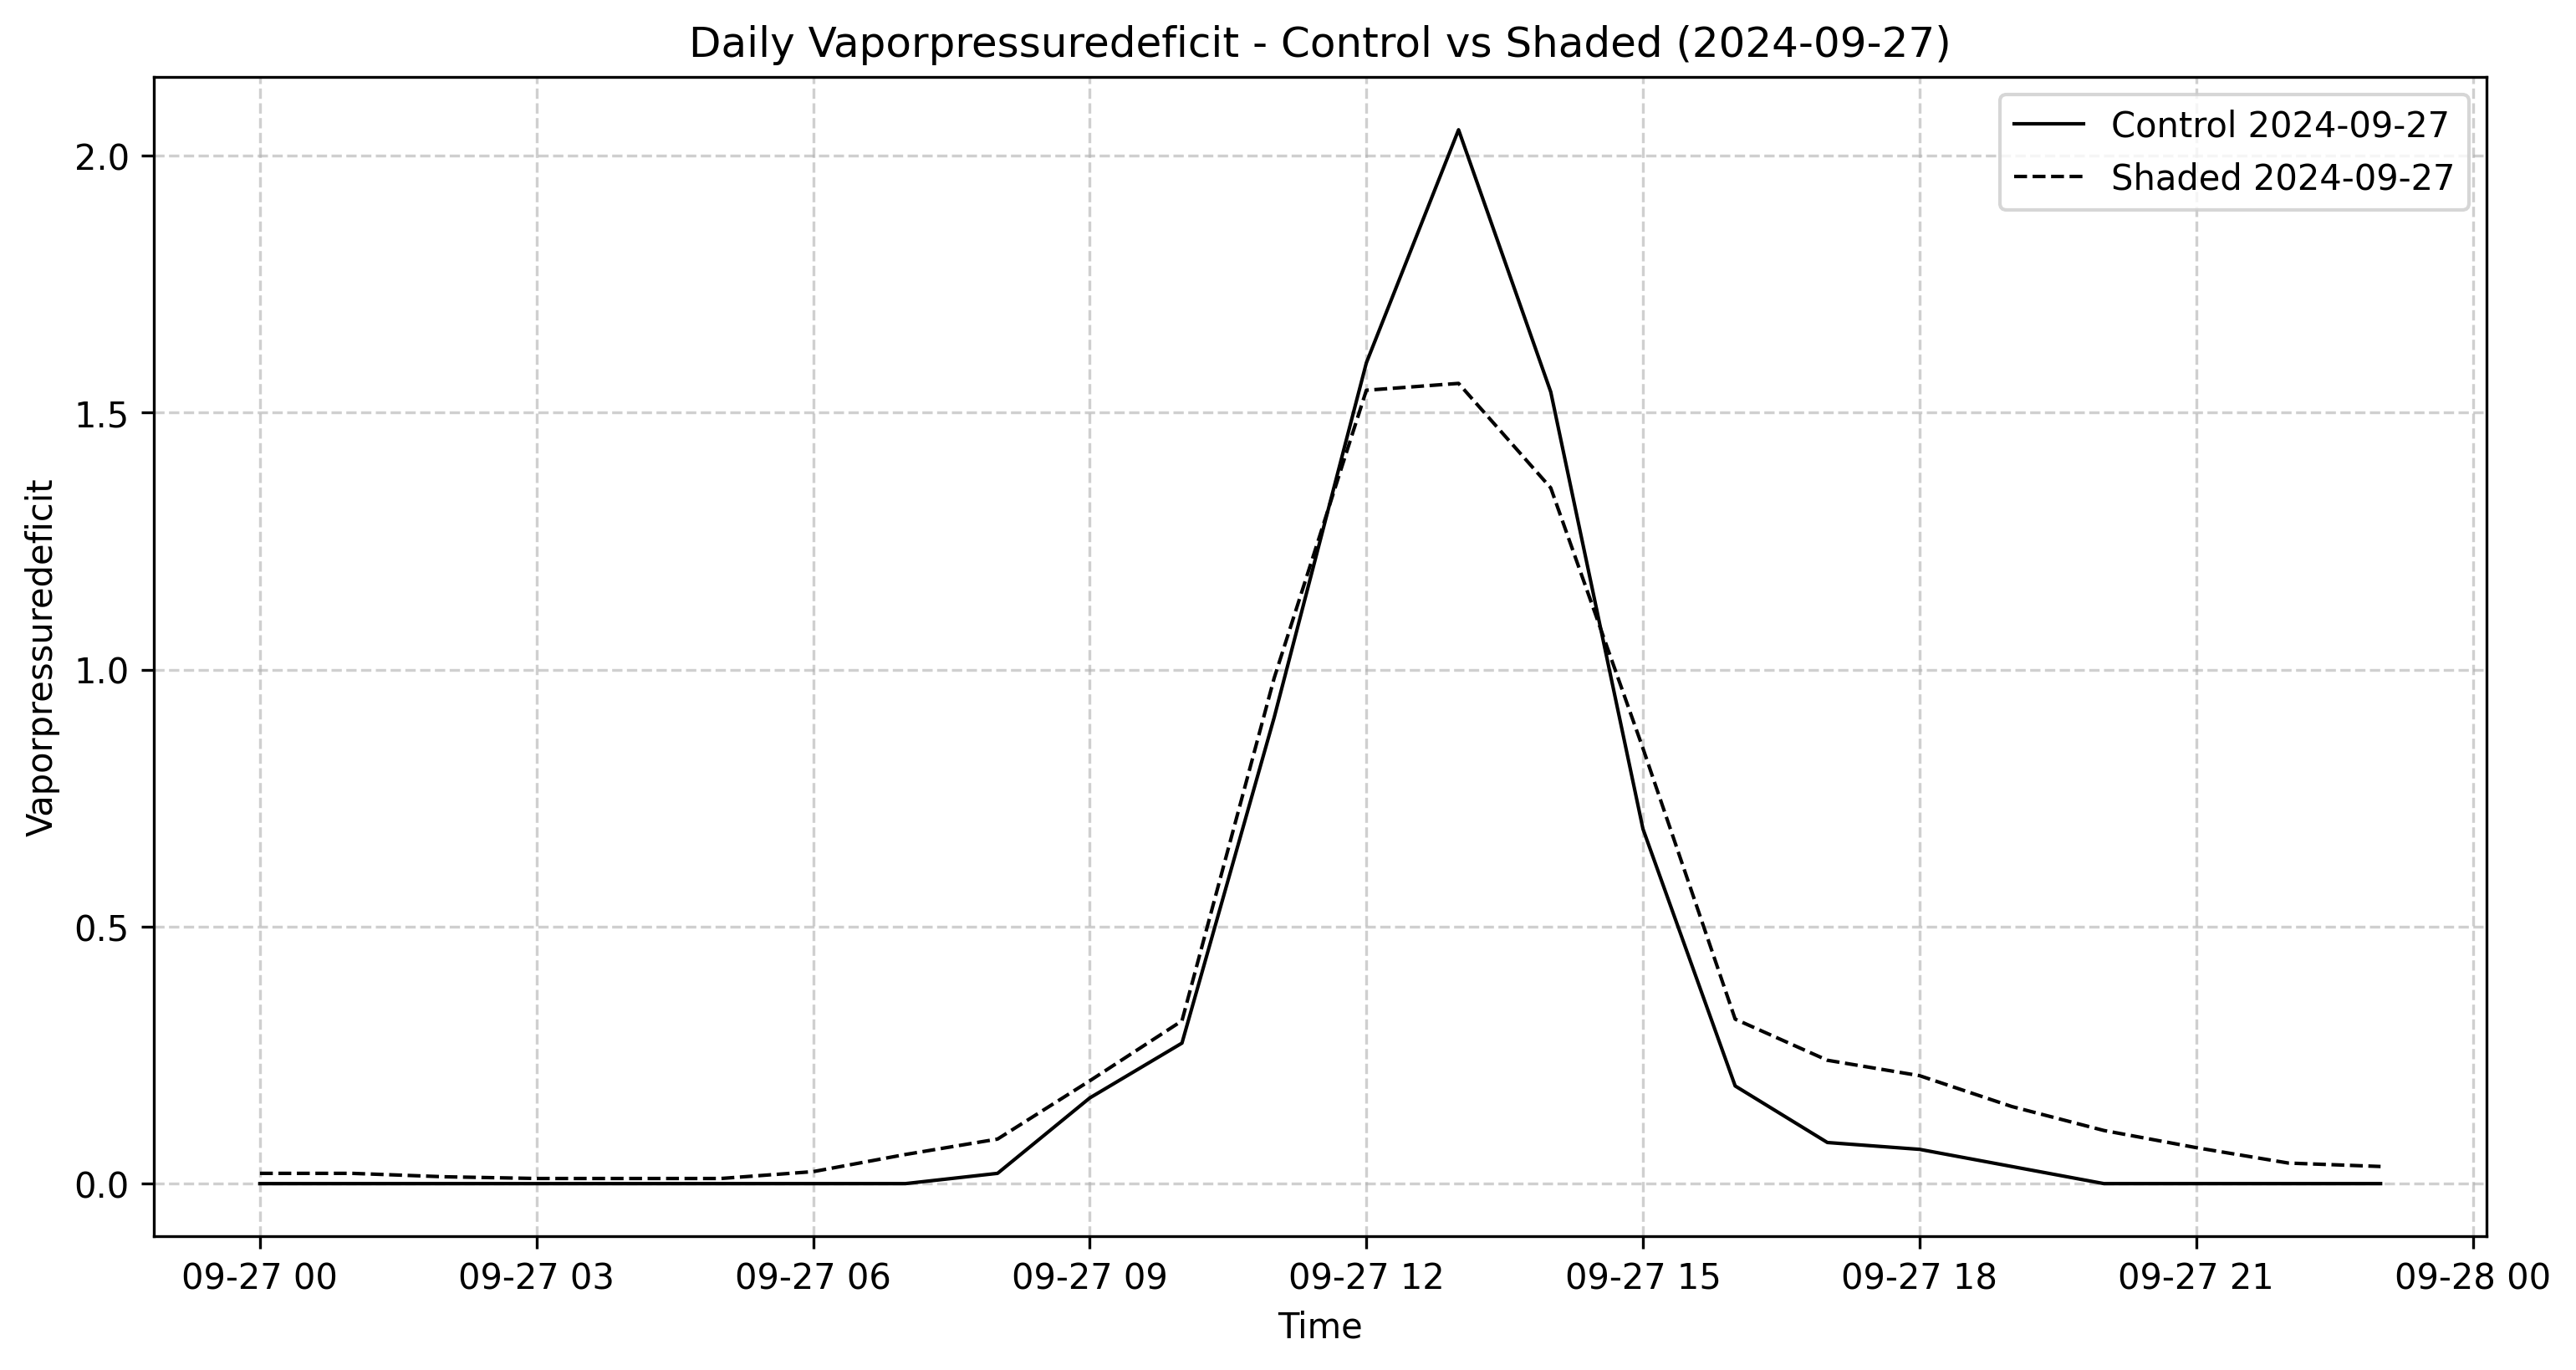 Daily Vaporpressuredeficit - Control vs Shaded (2024-09-27)
Control 2024-09-27
Shaded 2024-09-27
Vaporpressuredeficit
2.0
1.5
1.0
0.5
0.0
09-27 00 09-27 03 09-27 06 09-27 09 09-27 12 09-27 15 09-27 18 09-27 21 09-28 00
Time